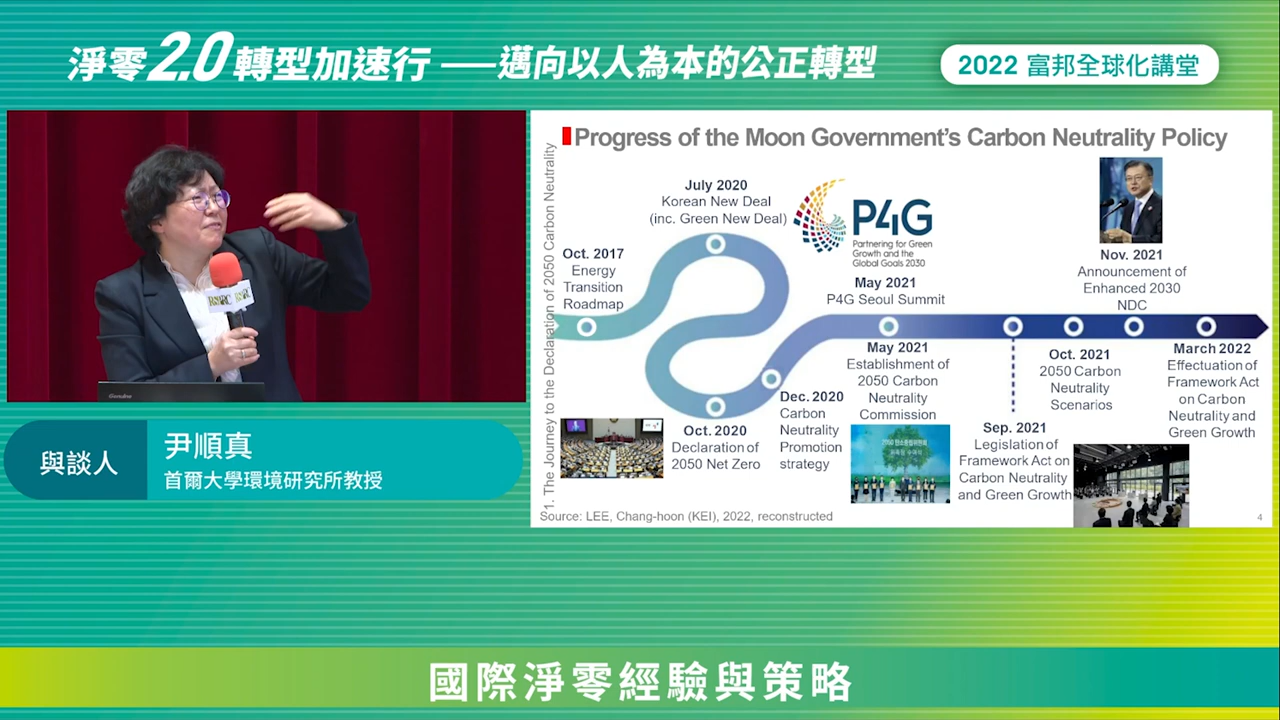 淨零2.0轉型加速行——邁向以人為本的公正轉型
2022 富邦全球化講堂
Progress of the Moon Government's Carbon Neutrality Policy
1. The Journey to the Declaration of 2050 Carbon Neutrality
Oct. 2017
Energy
Transition
Roadmap
July 2020
Korean New Deal
(inc. Green New Deal)
P4G
Partnering for Green
Growth and the
Global Goals 2030
May 2021
P4G Seoul Summit
Nov. 2021
Announcement of
Enhanced 2030
NDC
Oct. 2020
Declaration of
2050 Net Zero
Dec. 2020
Carbon
Neutrality
Promotion
strategy
May 2021
Establishment of
2050 Carbon
Neutrality
Commission
Sep. 2021
Legislation of
Framework Act on
Carbon Neutrality
and Green Growth
Oct. 2021
2050 Carbon
Neutrality
Scenarios
March 2022
Effectuation of
Framework Act
on Carbon
Neutrality and
Green Growth
Source: LEE, Chang-hoon (KEI), 2022, reconstructed
4
與談人
尹順真
首爾大學環境研究所教授
國際淨零經驗與策略